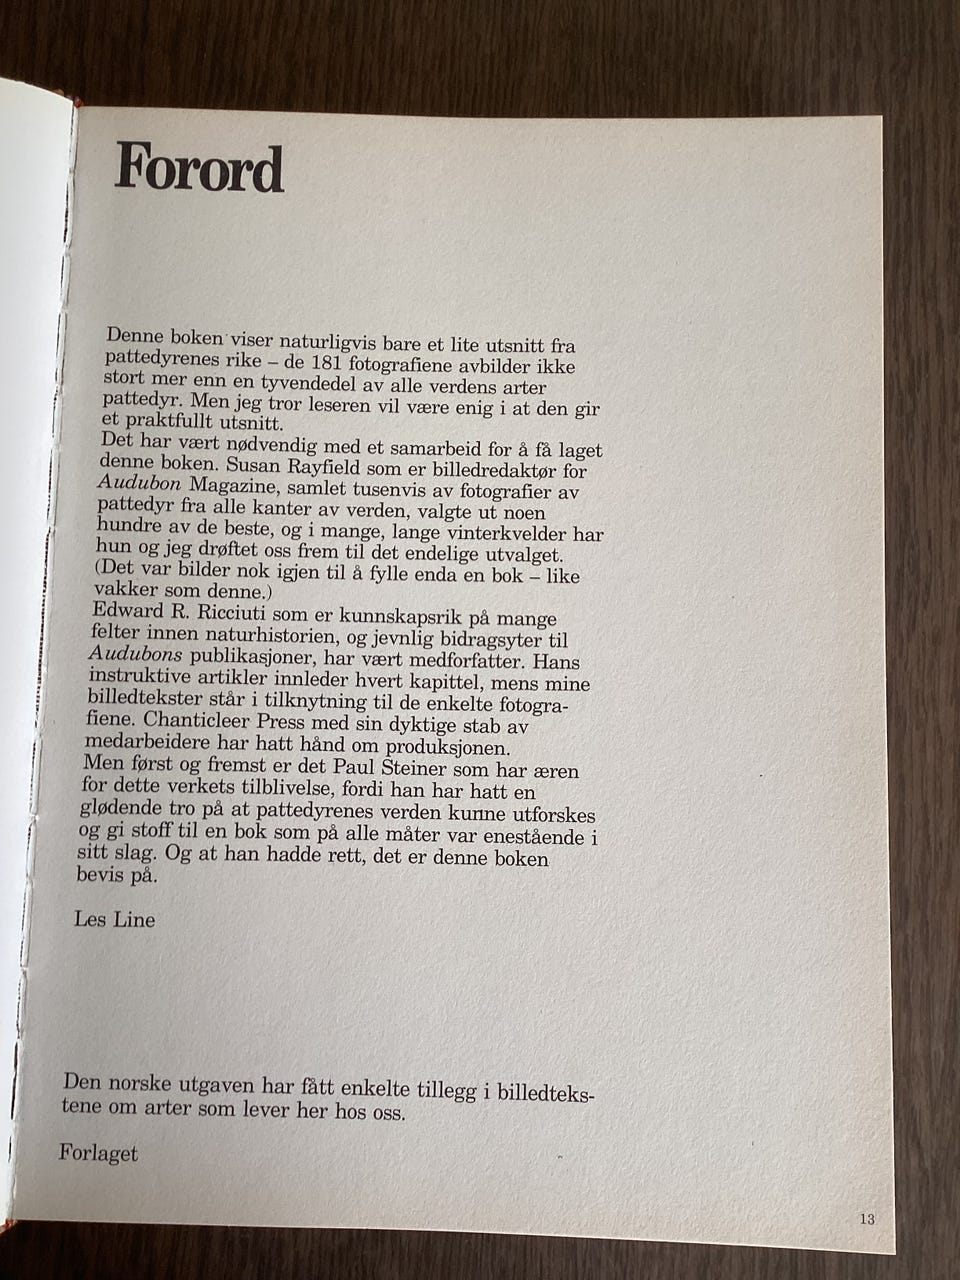 Forord
Denne boken viser naturligvis bare et lite utsnitt fra
pattedyrenes rike – de 181 fotografiene avbilder ikke
stort mer enn en tyvendedel av alle verdens arter
pattedyr. Men jeg tror leseren vil være enig i at den gir
et praktfullt utsnitt.
Det har vært nødvendig med et samarbeid for å få laget
denne boken. Susan Rayfield som er billedredaktør for
Audubon Magazine, samlet tusenvis av fotografier av
pattedyr fra alle kanter av verden, valgte ut noen
hundre av de beste, og i mange, lange vinterkvelder har
hun og jeg drøftet oss frem til det endelige utvalget.
(Det var bilder nok igjen til å fylle enda en bok – like
vakker som denne.)
Edward R. Ricciuti som er kunnskapsrik på mange
felter innen naturhistorien, og jevnlig bidragsyter til
Audubons publikasjoner, har vært medforfatter. Hans
instruktive artikler innleder hvert kapittel, mens mine
billedtekster står i tilknytning til de enkelte fotogra-
fiene. Chanticleer Press med sin dyktige stab av
medarbeidere har hatt hånd om produksjonen.
Men først og fremst er det Paul Steiner som har æren
for dette verkets tilblivelse, fordi han har hatt en
glødende tro på at pattedyrenes verden kunne utforskes
og gi stoff til en bok som på alle måter var enestående i
sitt slag. Og at han hadde rett, det er denne boken
bevis på.
Les Line
Den norske utgaven har fått enkelte tillegg i billedteks-
tene om arter som lever her hos oss.
Forlaget
13